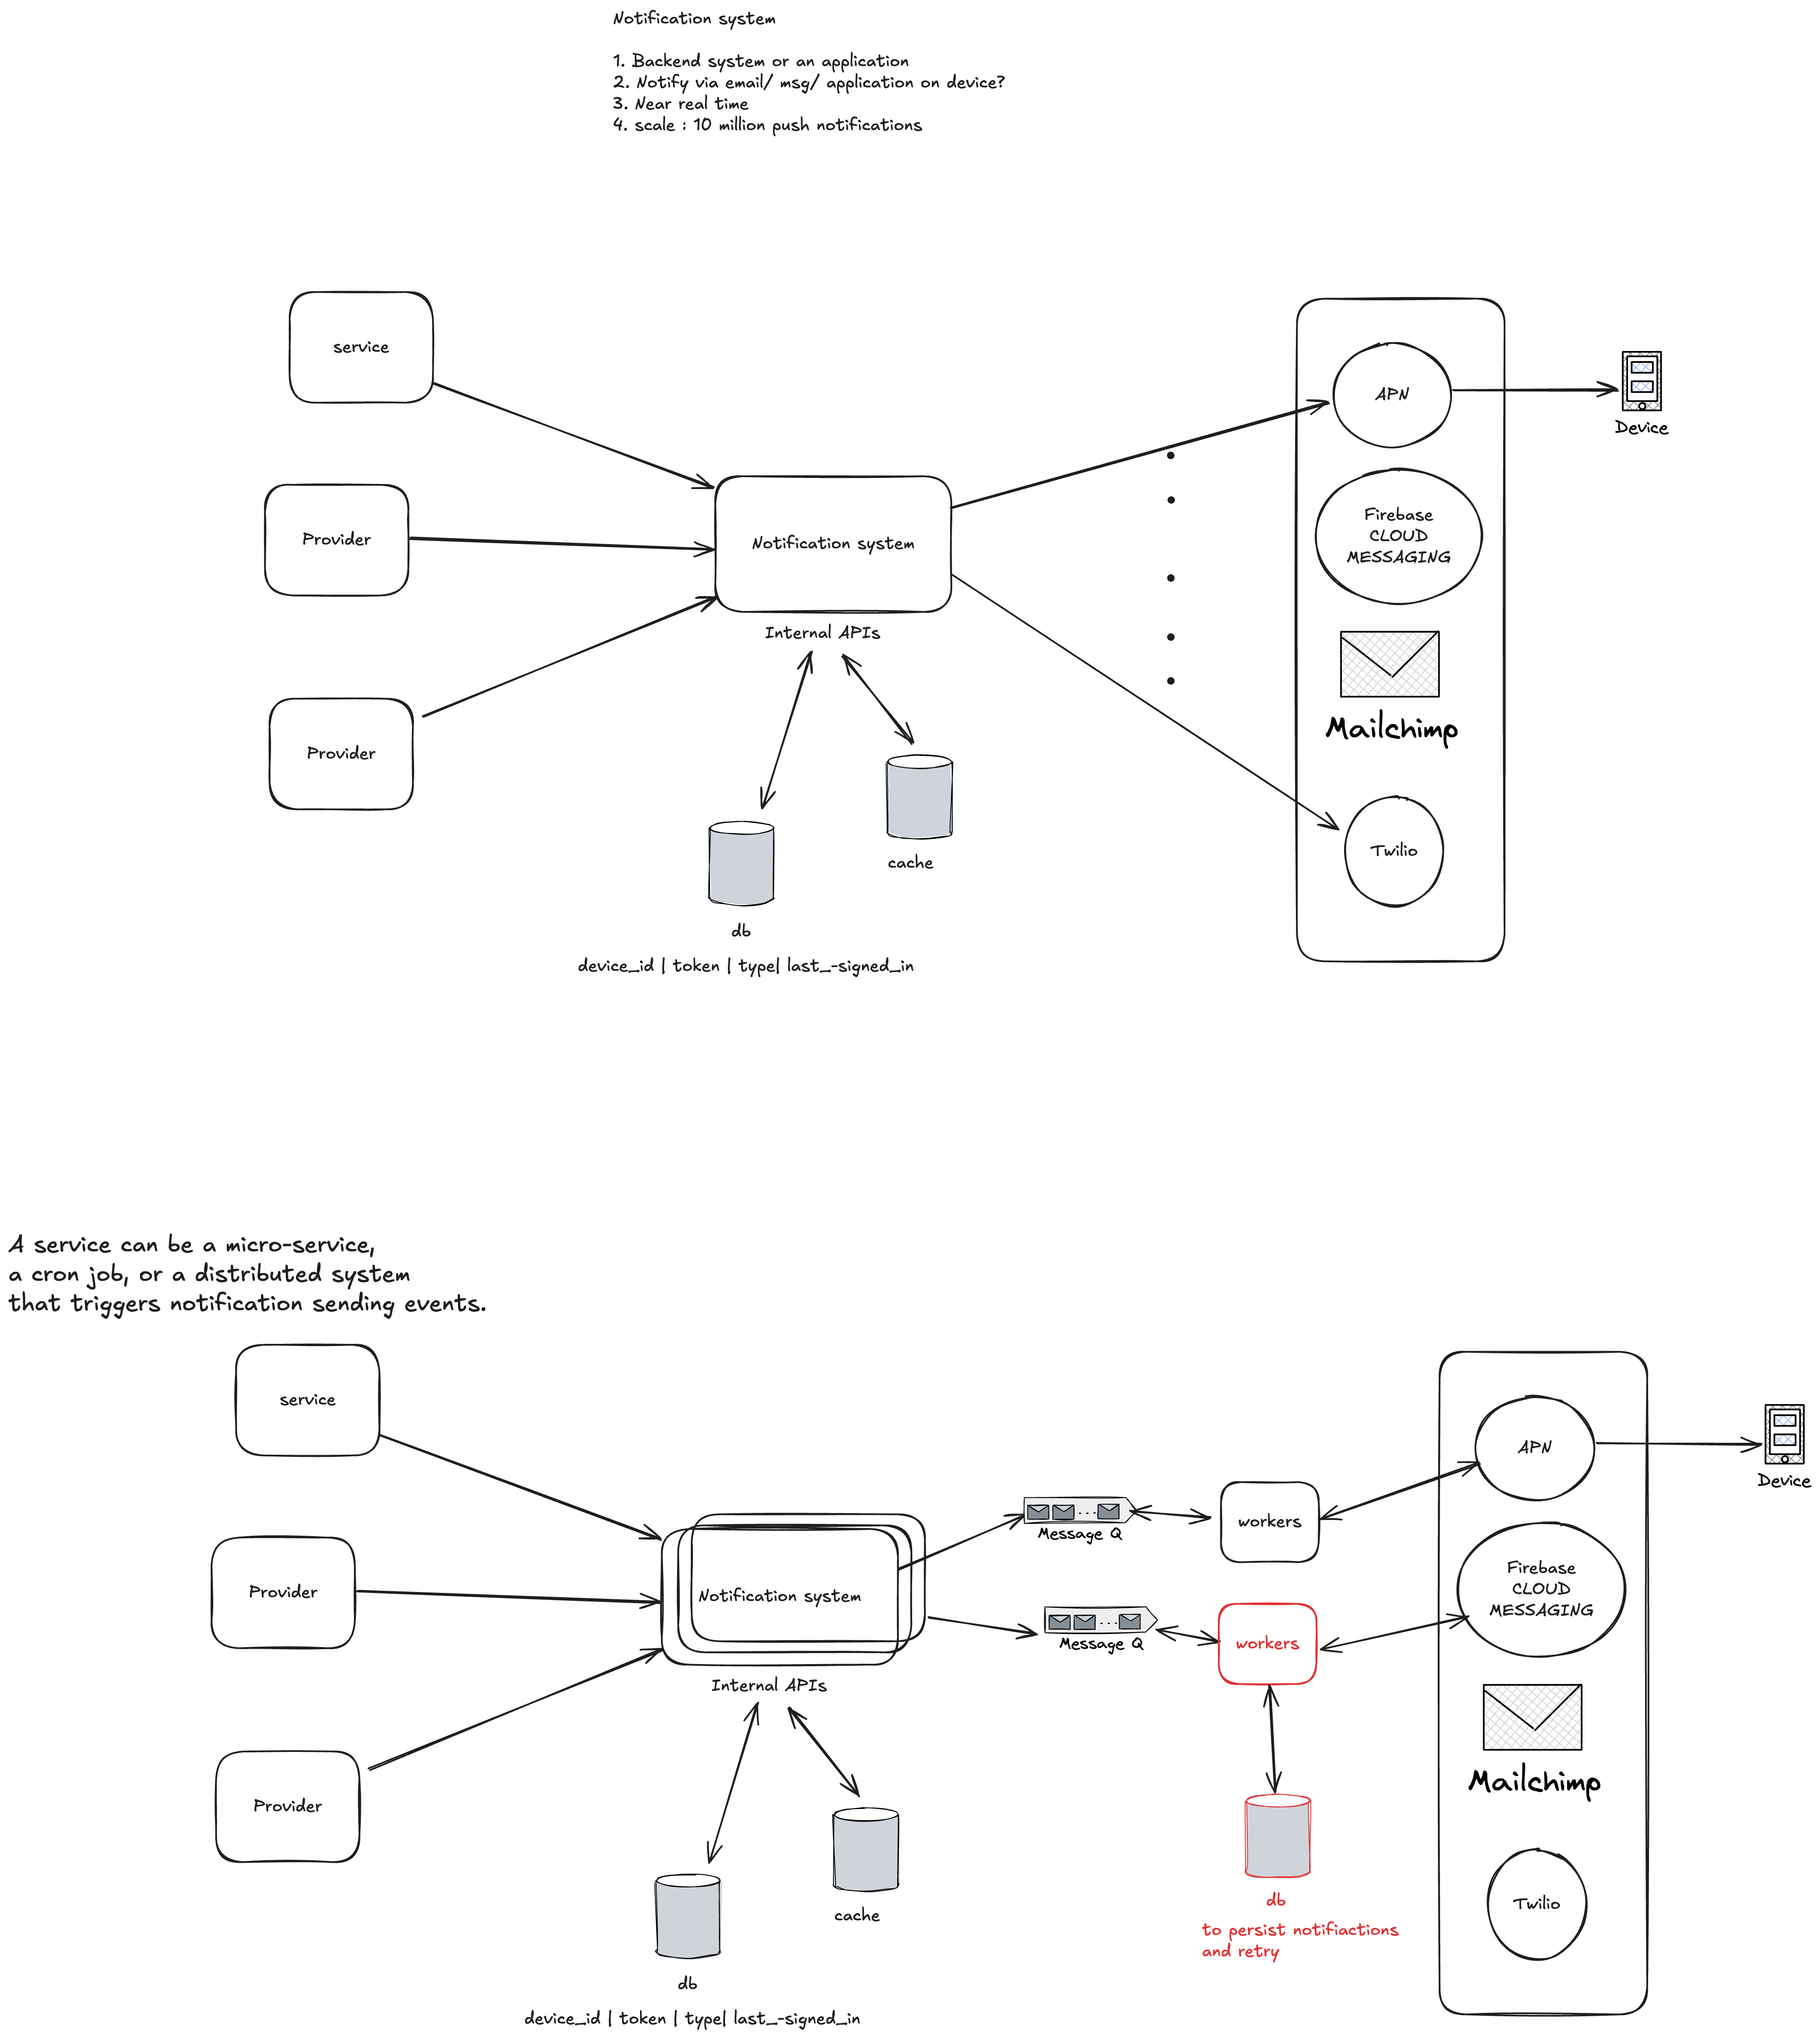 Notification system
1. Backend system or an application
2. Notify via email/ msg/ application on device?
3. Near real time
4. scale : 10 million push notifications
service
APN
Device
Provider
Notification system
Firebase
CLOUD
MESSAGING
Internal APIs
Mailchimp
Provider
cache
Twilio
db
device_id | token | type| last_-signed_in
A service can be a micro-service,
a cron job, or a distributed system
that triggers notification sending events.
service
APN
Device
Message Q
workers
Provider
Notification system
Firebase
CLOUD
MESSAGING
Message Q
workers
Internal APIs
Mailchimp
Provider
cache
db
to persist notifiactions
and retry
Twilio
db
device_id | token | type| last_-signed_in